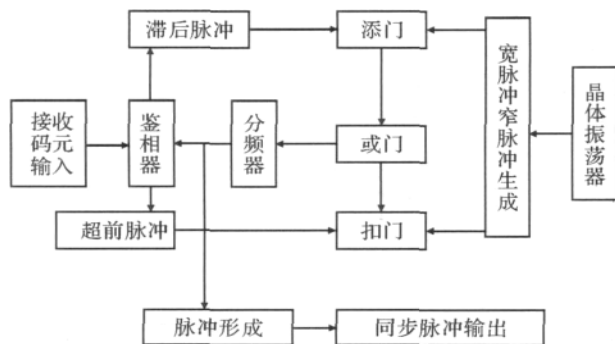 滞后脉冲
添门
接收
码元
输入
鉴相器
分频器
或门
宽脉冲窄脉冲生成
晶体振荡器
超前脉冲
扣门
脉冲形成
同步脉冲输出